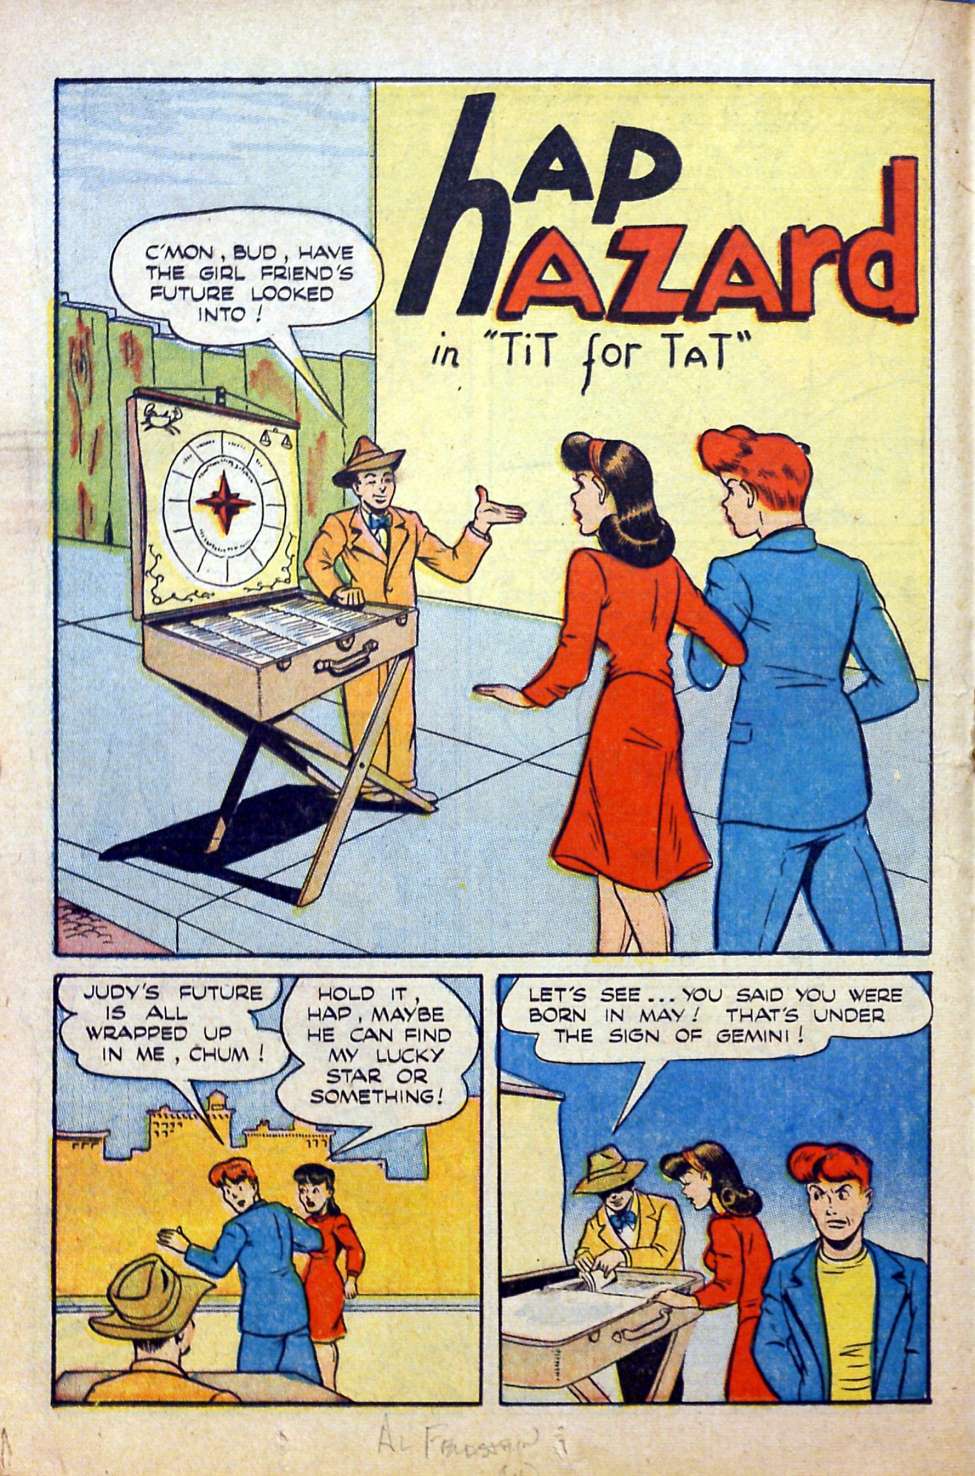 hAP
hAZARd
in "TiT for TAT"
C'MON, BUD, HAVE
THE GIRL FRIEND'S
FUTURE LOOKED
INTO!
JUDY'S FUTURE
IS ALL
WRAPPED UP
IN ME, CHUM!
HOLD IT,
HAP, MAYBE
HE CAN FIND
MY LUCKY
STAR OR
SOMETHING!
LET'S SEE... YOU SAID YOU WERE
BORN IN MAY! THAT'S UNDER
THE SIGN OF GEMINI!
AL FELDSTEIN ?